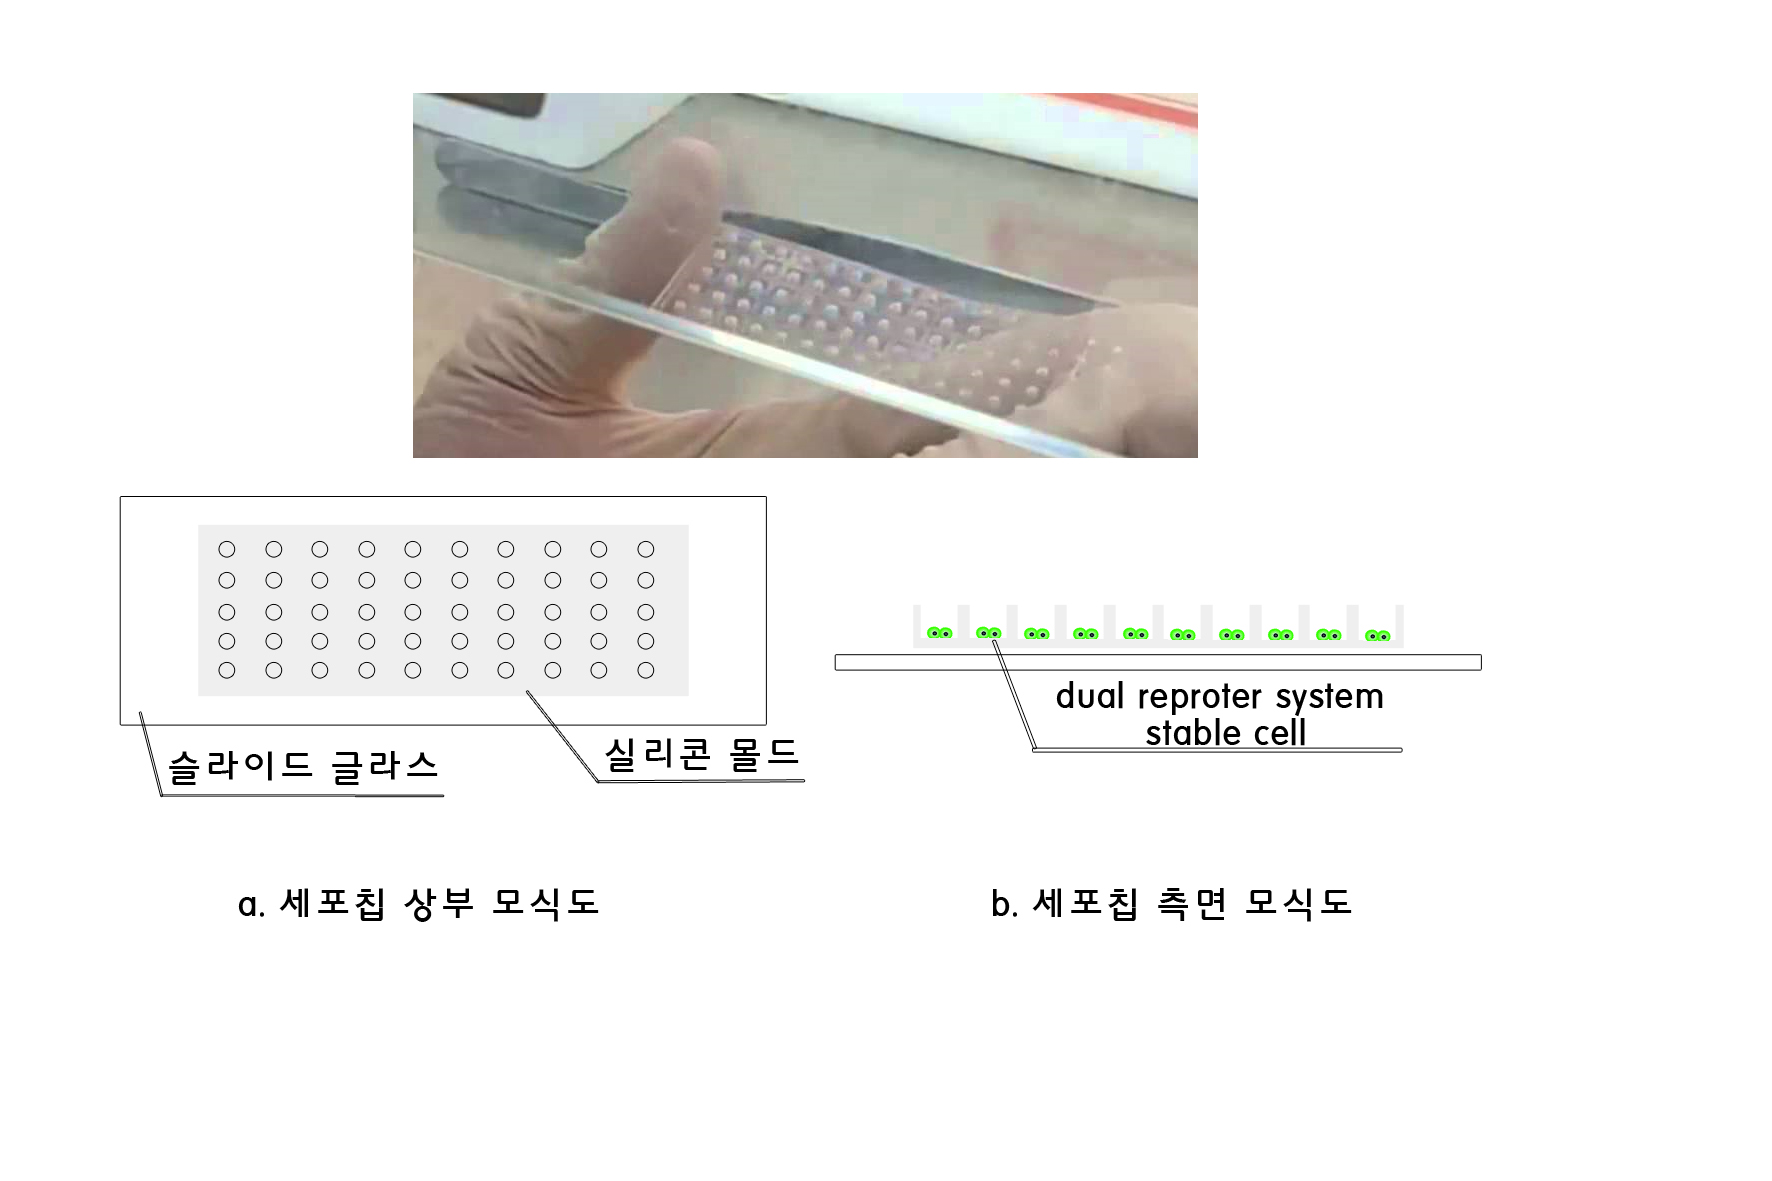 슬라이드 글라스
실리콘 몰드
dual reproter system
stable cell
a. 세포칩 상부 모식도
b. 세포칩 측면 모식도